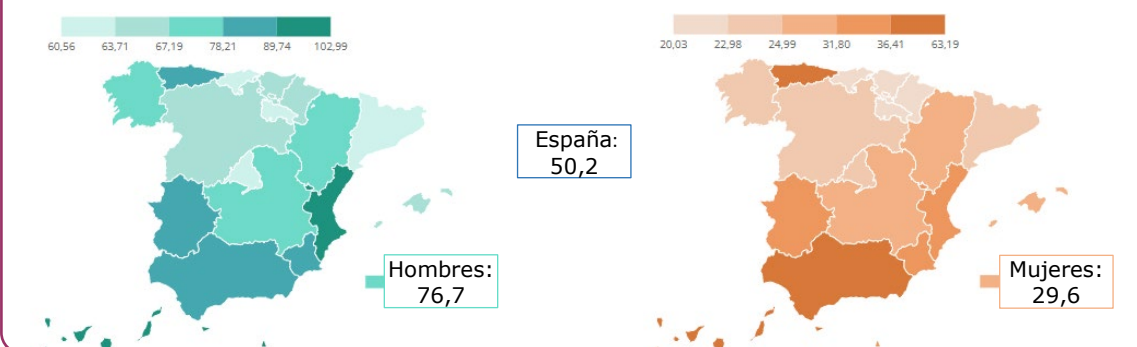 60,56 63,71 67,19 78,21 89,74 102,99
20,03 22,98 24,99 31,80 36,41 63,19
España:
50,2
Hombres:
76,7
Mujeres:
29,6